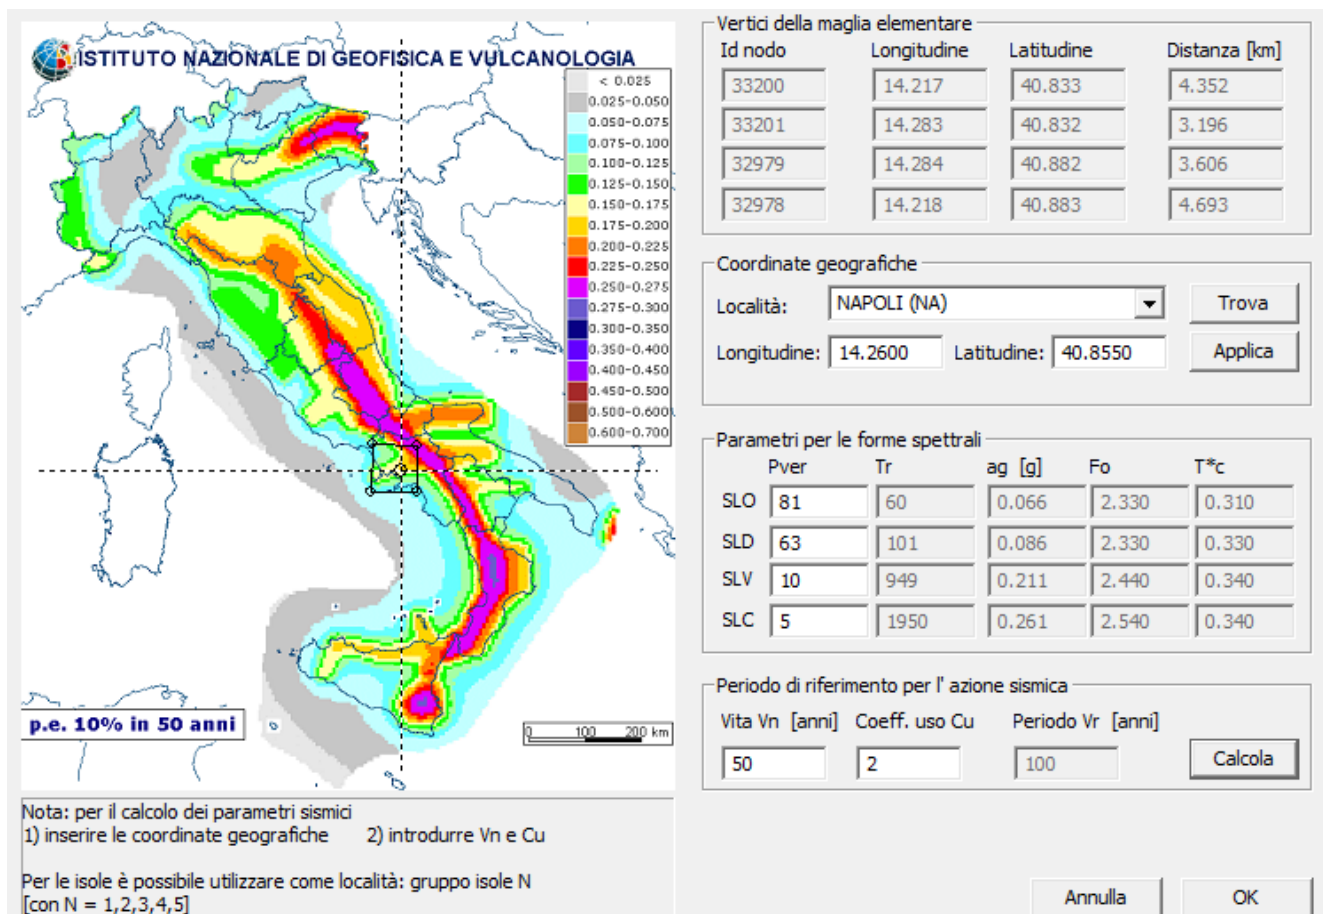 ISTITUTO NAZIONALE DI GEOFISICA E VULCANOLOGIA
< 0.025
0.025-0.050
0.050-0.075
0.075-0.100
0.100-0.125
0.125-0.150
0.150-0.175
0.175-0.200
0.200-0.225
0.225-0.250
0.250-0.275
0.275-0.300
0.300-0.350
0.350-0.400
0.400-0.450
0.450-0.500
0.500-0.600
0.600-0.700
p.e. 10% in 50 anni
0 100 200 km
Nota: per il calcolo dei parametri sismici
1) inserire le coordinate geografiche 2) introdurre Vn e Cu
Per le isole è possibile utilizzare come località: gruppo isole N
[con N = 1,2,3,4,5]
Vertici della maglia elementare
Id nodo Longitudine Latitudine Distanza [km]
33200 14.217 40.833 4.352
33201 14.283 40.832 3.196
32979 14.284 40.882 3.606
32978 14.218 40.883 4.693
Coordinate geografiche
Località: NAPOLI (NA) Trova
Longitudine: 14.2600 Latitudine: 40.8550 Applica
Parametri per le forme spettrali
Pver Tr ag [g] Fo T*c
SLO 81 60 0.066 2.330 0.310
SLD 63 101 0.086 2.330 0.330
SLV 10 949 0.211 2.440 0.340
SLC 5 1950 0.261 2.540 0.340
Periodo di riferimento per l' azione sismica
Vita Vn [anni] Coeff. uso Cu Periodo Vr [anni]
50 2 100 Calcola
Annulla OK